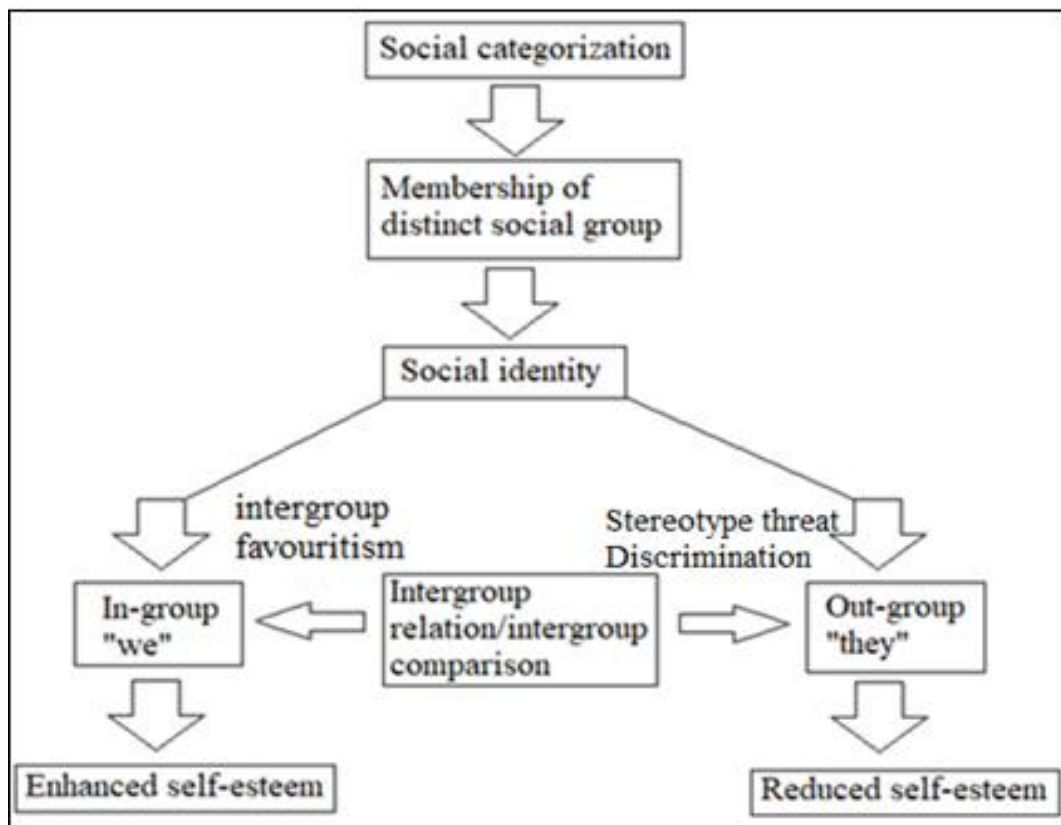 Social categorization
Membership of
distinct social group
Social identity
intergroup
favouritism
Stereotype threat
Discrimination
In-group
"we"
Intergroup
relation/intergroup
comparison
Out-group
"they"
Enhanced self-esteem
Reduced self-esteem